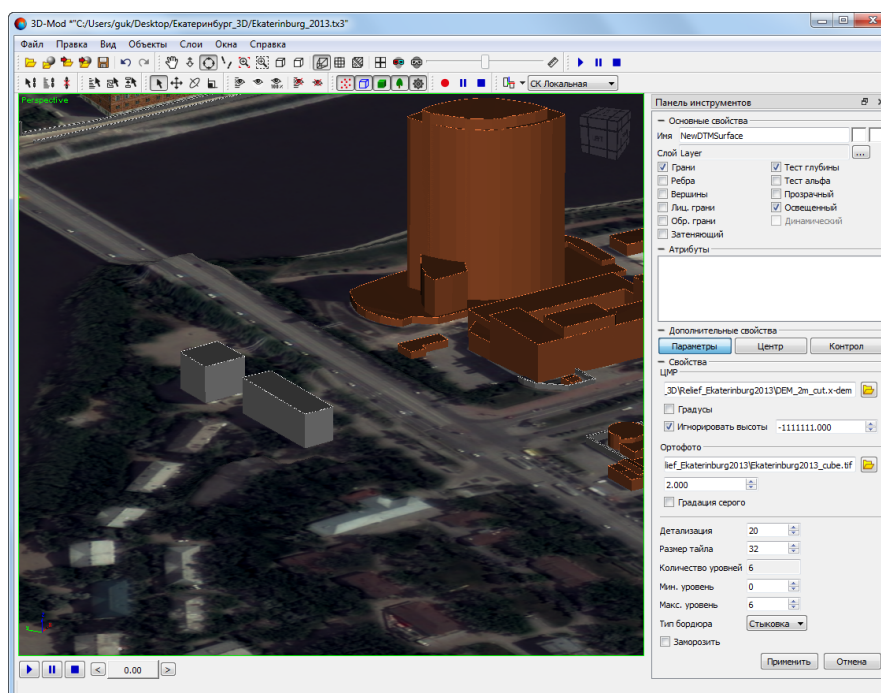 3D-Mod *"C:/Users/guk/Desktop/Екатеринбург_3D/Ekaterinburg_2013.tx3"
Файл Правка Вид Объекты Слои Окна Справка
СК Локальная
Perspective
Панель инструментов
Основные свойства
Имя NewDTMSurface
Слой Layer ...
Грани Тест глубины
Ребра Тест альфа
Вершины Прозрачный
Лиц. грани Освещенный
Обр. грани Динамический
Затеняющий
Атрибуты
Дополнительные свойства
Параметры Центр Контрол
Свойства
ЦМР
_3D\Relief_Ekaterinburg2013\DEM_2m_cut.x-dem
Градусы
Игнорировать высоты -1111111.000
Ортофото
lief_Ekaterinburg2013\Ekaterinburg2013_cube.tif
2.000
Градация серого
Детализация 20
Размер тайла 32
Количество уровней 6
Мин. уровень 0
Макс. уровень 6
Тип бордюра Стыковка
Заморозить
Применить Отмена
< 0.00 >